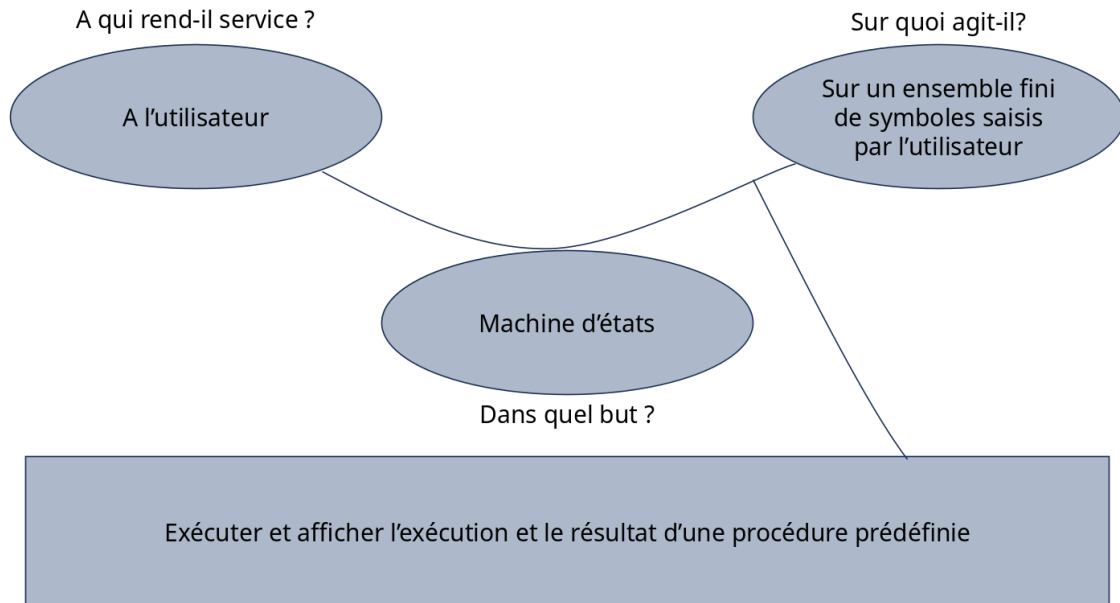 A qui rend-il service ?
Sur quoi agit-il?
A l’utilisateur
Sur un ensemble fini
de symboles saisis
par l’utilisateur
Machine d’états
Dans quel but ?
Exécuter et afficher l’exécution et le résultat d’une procédure prédéfinie